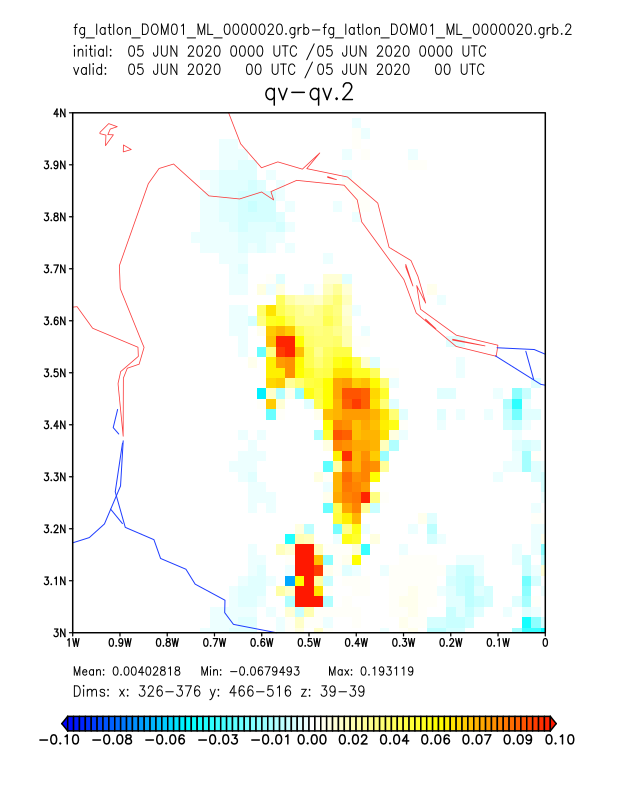 fg_latlon_DOM01_ML_0000020.grb-fg_latlon_DOM01_ML_0000020.grb.2
initial: 05 JUN 2020 0000 UTC /05 JUN 2020 0000 UTC
valid: 05 JUN 2020 00 UTC /05 JUN 2020 00 UTC
qv-qv.2
4N
3.9N
3.8N
3.7N
3.6N
3.5N
3.4N
3.3N
3.2N
3.1N
3N
1W 0.9W 0.8W 0.7W 0.6W 0.5W 0.4W 0.3W 0.2W 0.1W 0
Mean: 0.00402818 Min: -0.0679493 Max: 0.193119
Dims: x: 326-376 y: 466-516 z: 39-39
-0.10 -0.08 -0.06 -0.03 -0.01 0.00 0.02 0.04 0.06 0.07 0.09 0.10